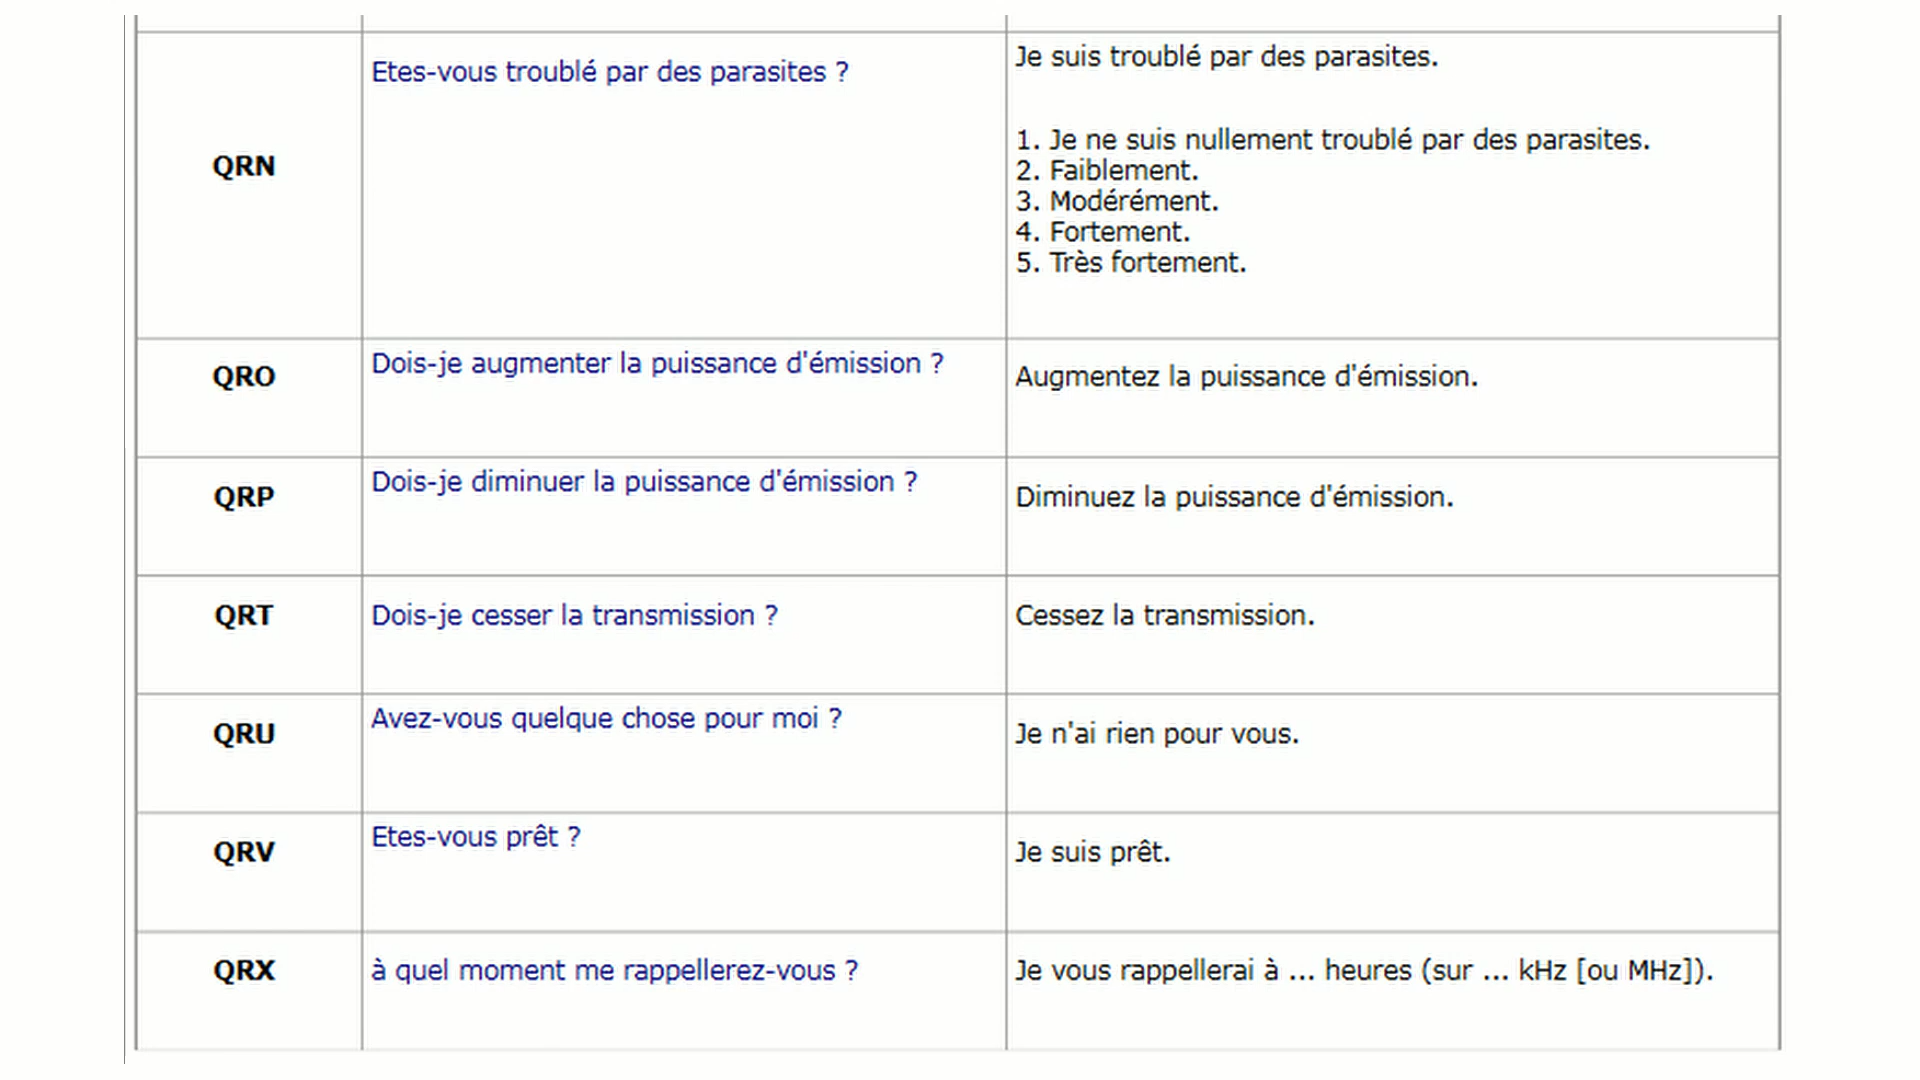 QRN
Etes-vous troublé par des parasites ?
Je suis troublé par des parasites.
1. Je ne suis nullement troublé par des parasites.
2. Faiblement.
3. Modérément.
4. Fortement.
5. Très fortement.
QRO
Dois-je augmenter la puissance d'émission ?
Augmentez la puissance d'émission.
QRP
Dois-je diminuer la puissance d'émission ?
Diminuez la puissance d'émission.
QRT
Dois-je cesser la transmission ?
Cessez la transmission.
QRU
Avez-vous quelque chose pour moi ?
Je n'ai rien pour vous.
QRV
Etes-vous prêt ?
Je suis prêt.
QRX
à quel moment me rappellerez-vous ?
Je vous rappellerai à ... heures (sur ... kHz [ou MHz]).